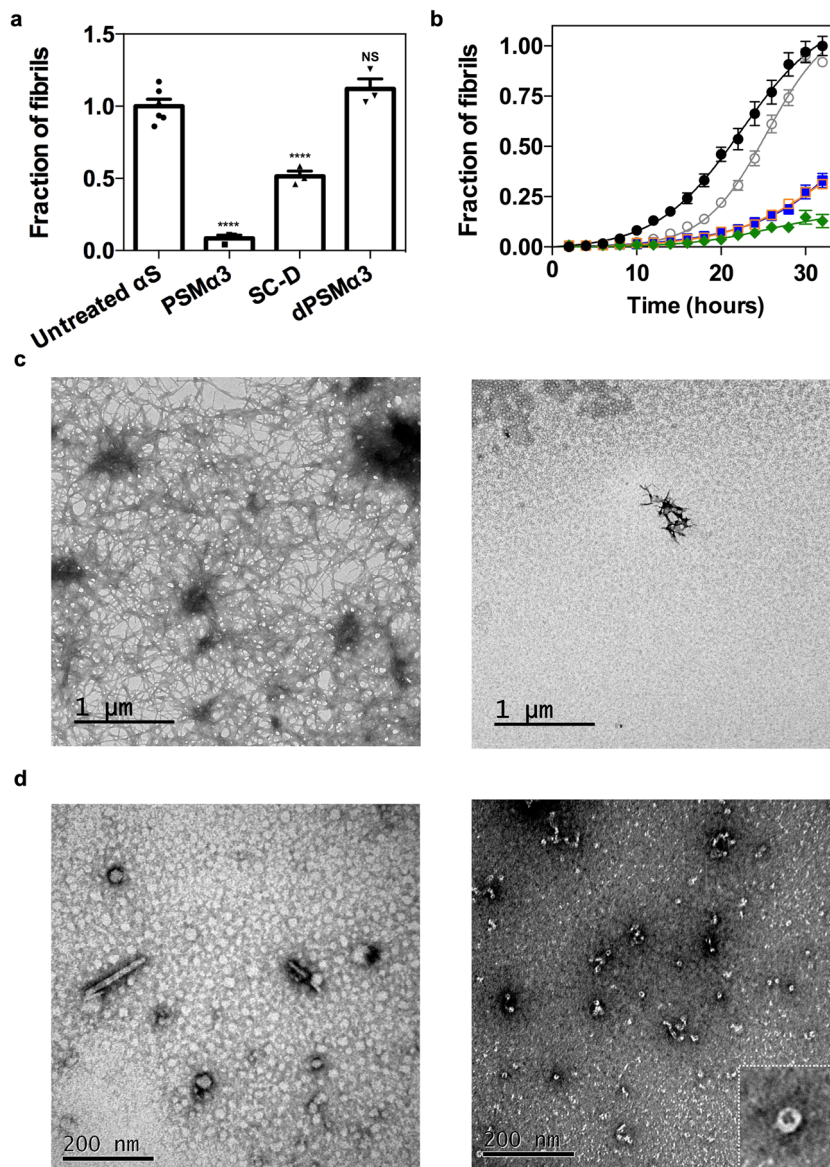 a
Fraction of fibrils
1.5
1.0
0.5
0.0
****
****
NS
Untreated αS
PSMα3
SC-D
dPSMα3
b
Fraction of fibrils
1.00
0.75
0.50
0.25
0.00
0
10
20
30
Time (hours)
c
1 µm
1 µm
d
200 nm
200 nm